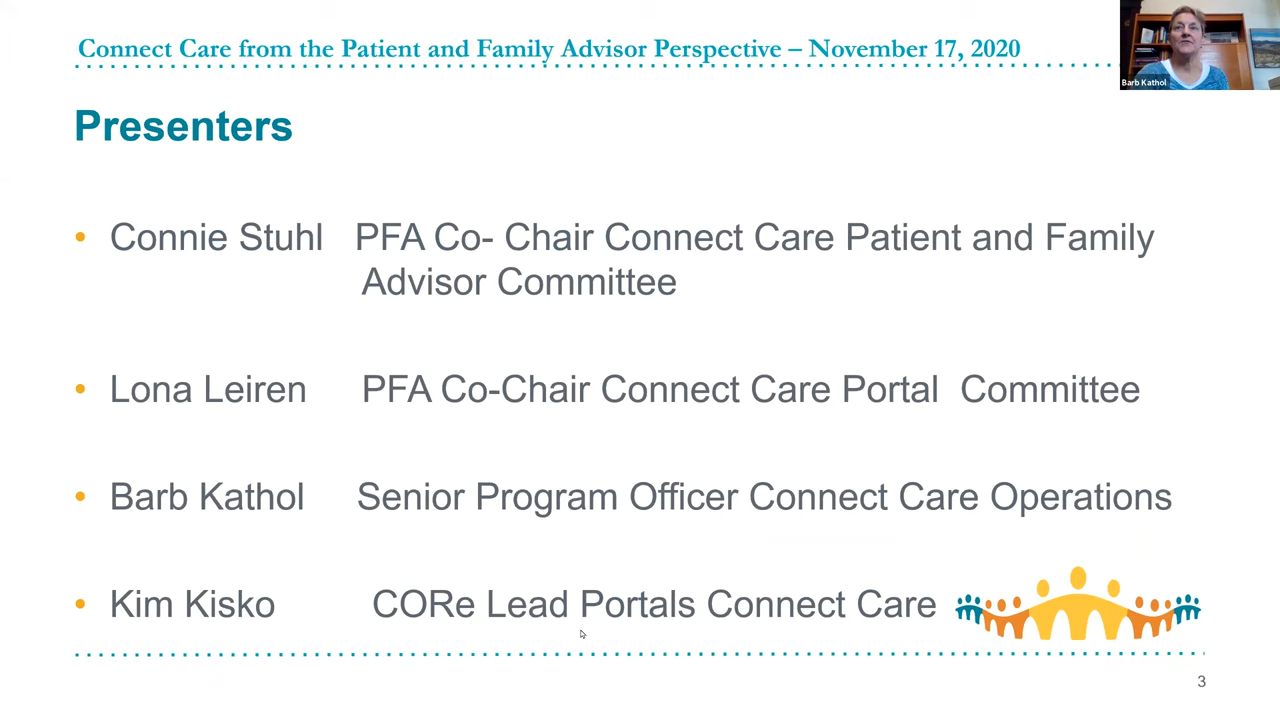 Connect Care from the Patient and Family Advisor Perspective – November 17, 2020
Barb Kathol
Presenters
• Connie Stuhl PFA Co- Chair Connect Care Patient and Family
Advisor Committee
• Lona Leiren PFA Co-Chair Connect Care Portal Committee
• Barb Kathol Senior Program Officer Connect Care Operations
• Kim Kisko CORe Lead Portals Connect Care
3